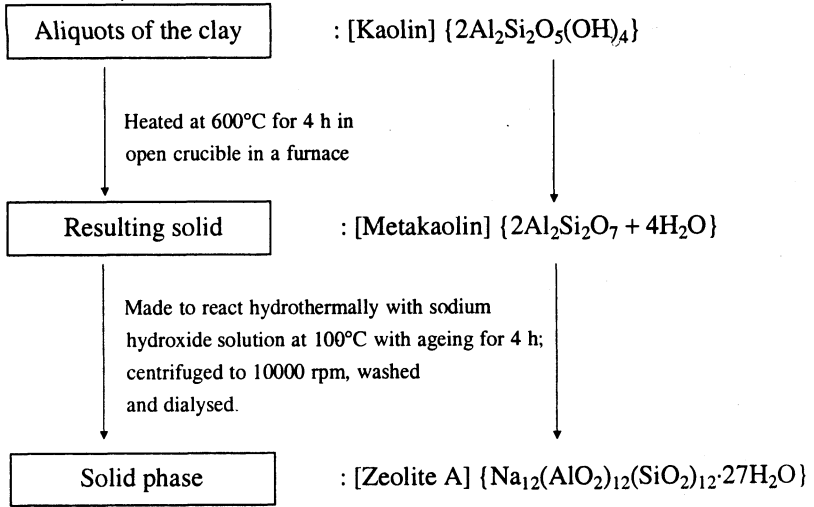 Aliquots of the clay : [Kaolin] {2Al₂Si₂O₅(OH)₄}
Heated at 600°C for 4 h in
open crucible in a furnace
Resulting solid : [Metakaolin] {2Al₂Si₂O₇ + 4H₂O}
Made to react hydrothermally with sodium
hydroxide solution at 100°C with ageing for 4 h;
centrifuged to 10000 rpm, washed
and dialysed.
Solid phase : [Zeolite A] {Na₁₂(AlO₂)₁₂(SiO₂)₁₂·27H₂O}